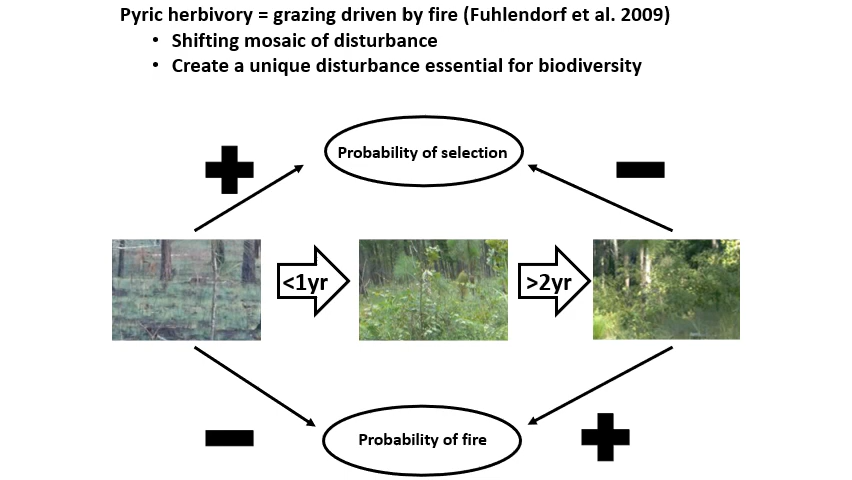 Pyric herbivory = grazing driven by fire (Fuhlendorf et al. 2009)
• Shifting mosaic of disturbance
• Create a unique disturbance essential for biodiversity
Probability of selection
<1yr
>2yr
Probability of fire